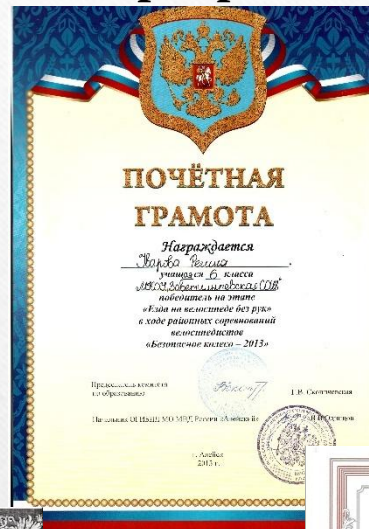 ПОЧЁТНАЯ
ГРАМОТА
Награждается
учащаяся 6 класса
победитель на этапе
«Езда на велосипеде без рук»
в ходе районных соревнований
велосипедистов
«Безопасное колесо – 2013»
Председатель комитета
по образованию
Начальник ОГИБДД МО МВД России
г. Алейск
2013 г.